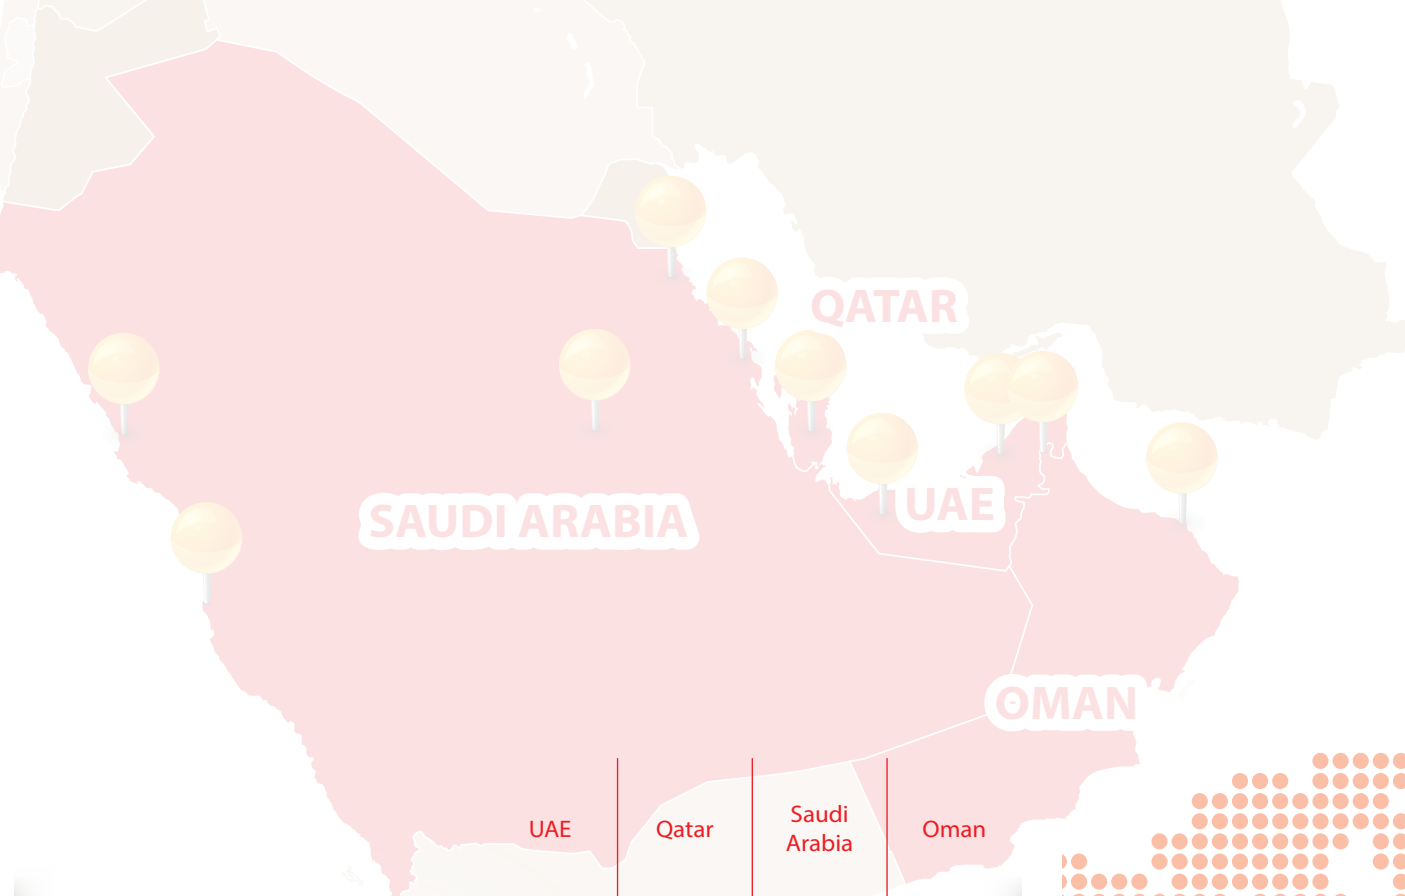 QATAR
SAUDI ARABIA
UAE
OMAN
UAE
Qatar
Saudi
Arabia
Oman